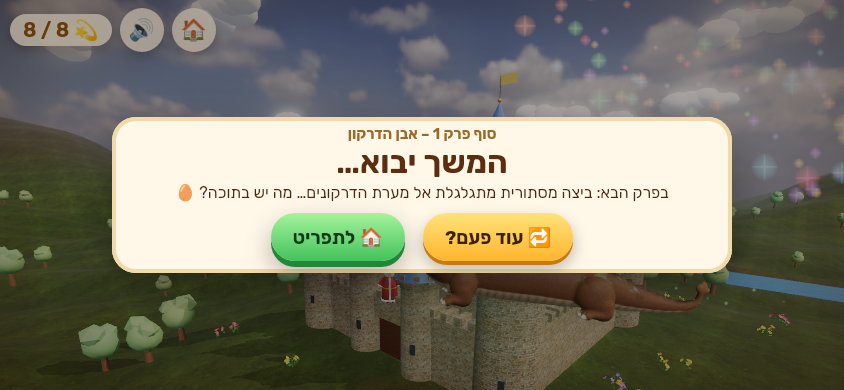 8 / 8 💫
סוף פרק 1 – אבן הדרקון
המשך יבוא...
בפרק הבא: ביצה מסתורית מתגלגלת אל מערת הדרקונים... מה יש בתוכה? 🥚
🔁 עוד פעם?
🏠 לתפריט